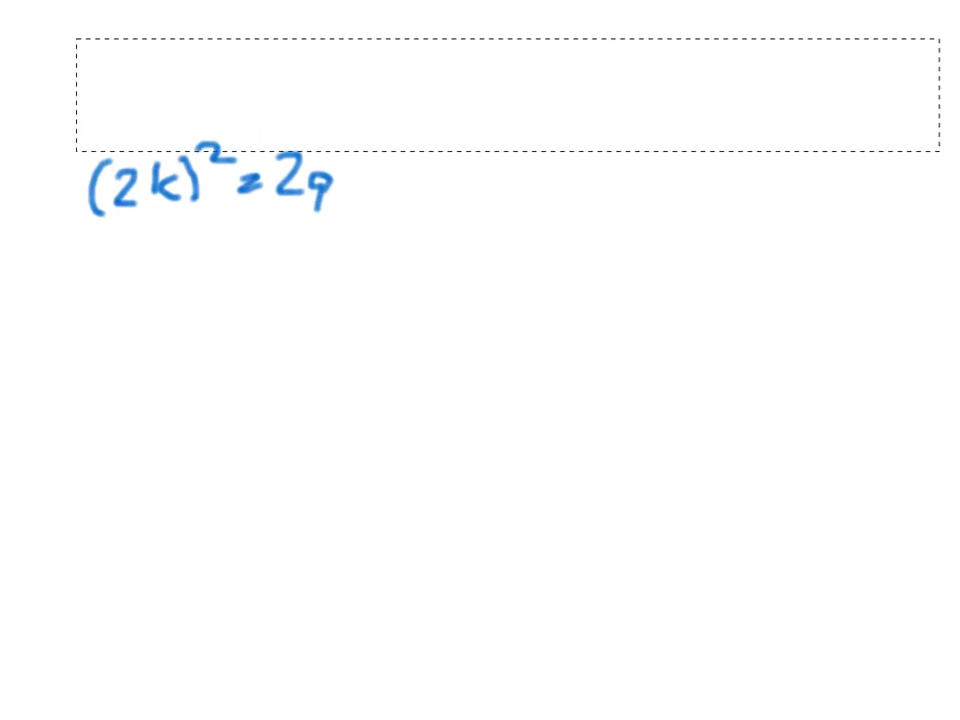 (2k)² = 2q